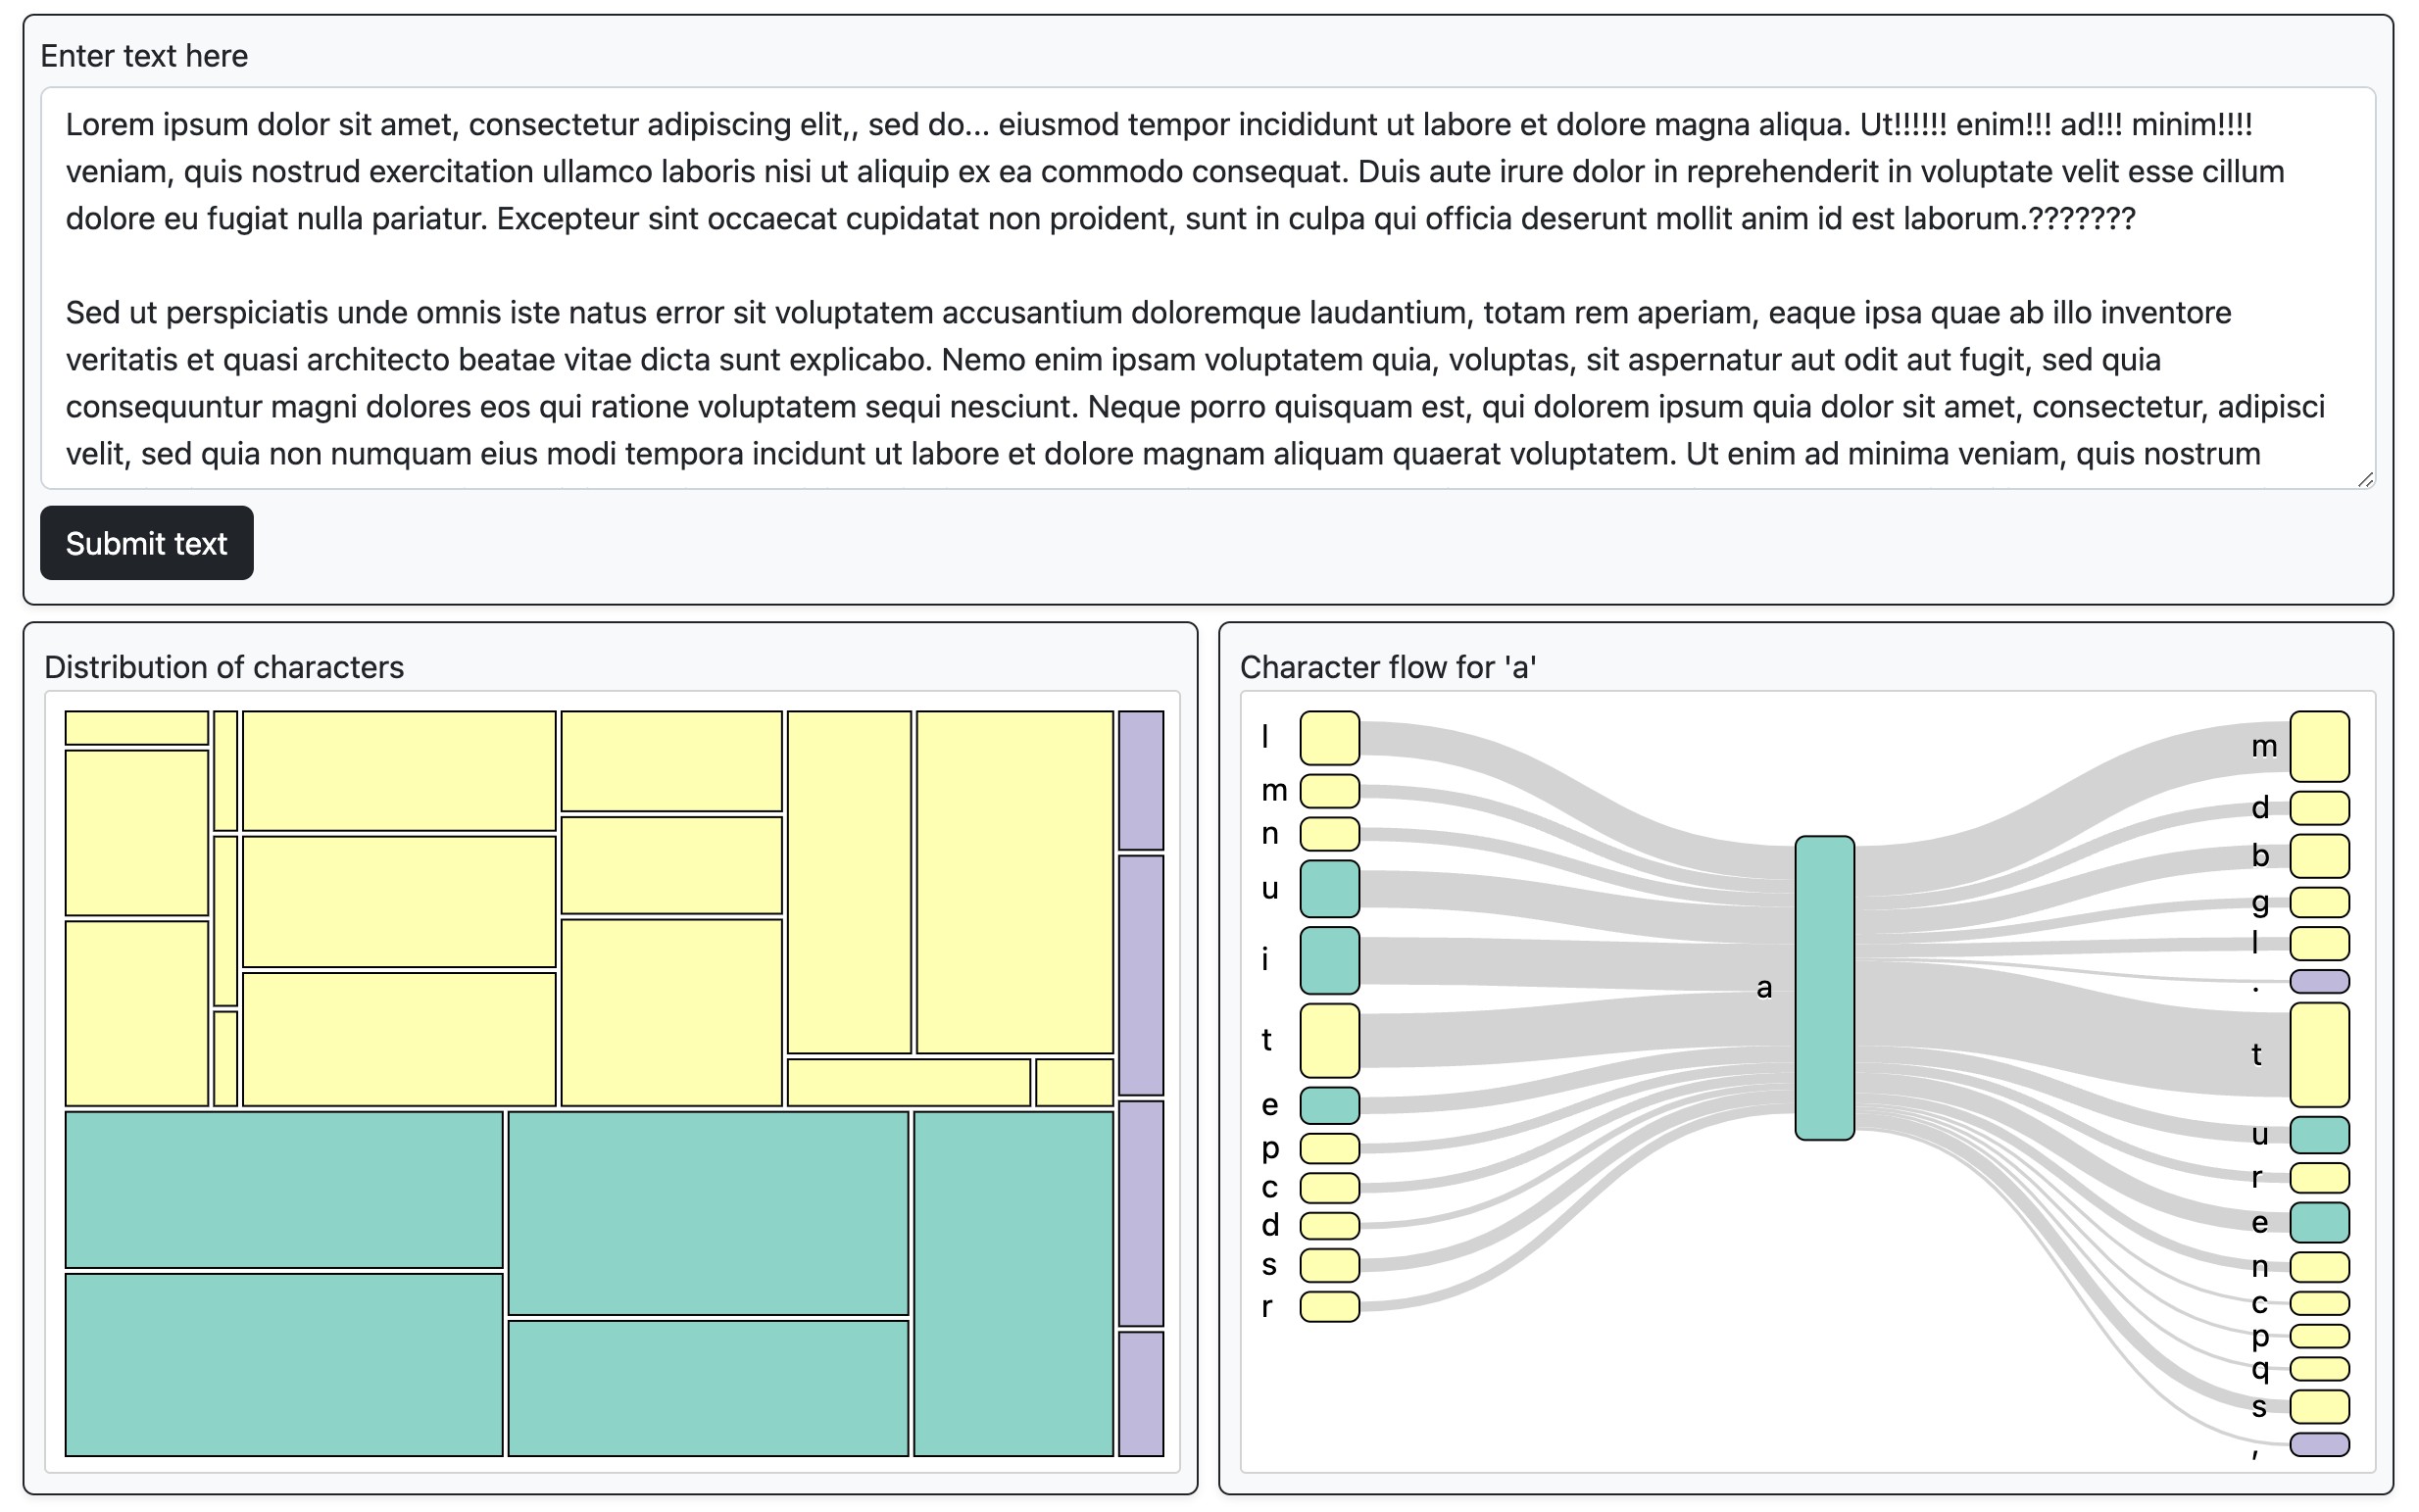 Enter text here
Lorem ipsum dolor sit amet, consectetur adipiscing elit,, sed do... eiusmod tempor incididunt ut labore et dolore magna aliqua. Ut!!!!!! enim!!! ad!!! minim!!!!
veniam, quis nostrud exercitation ullamco laboris nisi ut aliquip ex ea commodo consequat. Duis aute irure dolor in reprehenderit in voluptate velit esse cillum
dolore eu fugiat nulla pariatur. Excepteur sint occaecat cupidatat non proident, sunt in culpa qui officia deserunt mollit anim id est laborum.???????
Sed ut perspiciatis unde omnis iste natus error sit voluptatem accusantium doloremque laudantium, totam rem aperiam, eaque ipsa quae ab illo inventore
veritatis et quasi architecto beatae vitae dicta sunt explicabo. Nemo enim ipsam voluptatem quia, voluptas, sit aspernatur aut odit aut fugit, sed quia
consequuntur magni dolores eos qui ratione voluptatem sequi nesciunt. Neque porro quisquam est, qui dolorem ipsum quia dolor sit amet, consectetur, adipisci
velit, sed quia non numquam eius modi tempora incidunt ut labore et dolore magnam aliquam quaerat voluptatem. Ut enim ad minima veniam, quis nostrum
Submit text
Distribution of characters
Character flow for 'a'
l
m
n
u
i
t
e
p
c
d
s
r
a
m
d
b
g
l
.
t
u
r
e
n
c
p
q
s
,